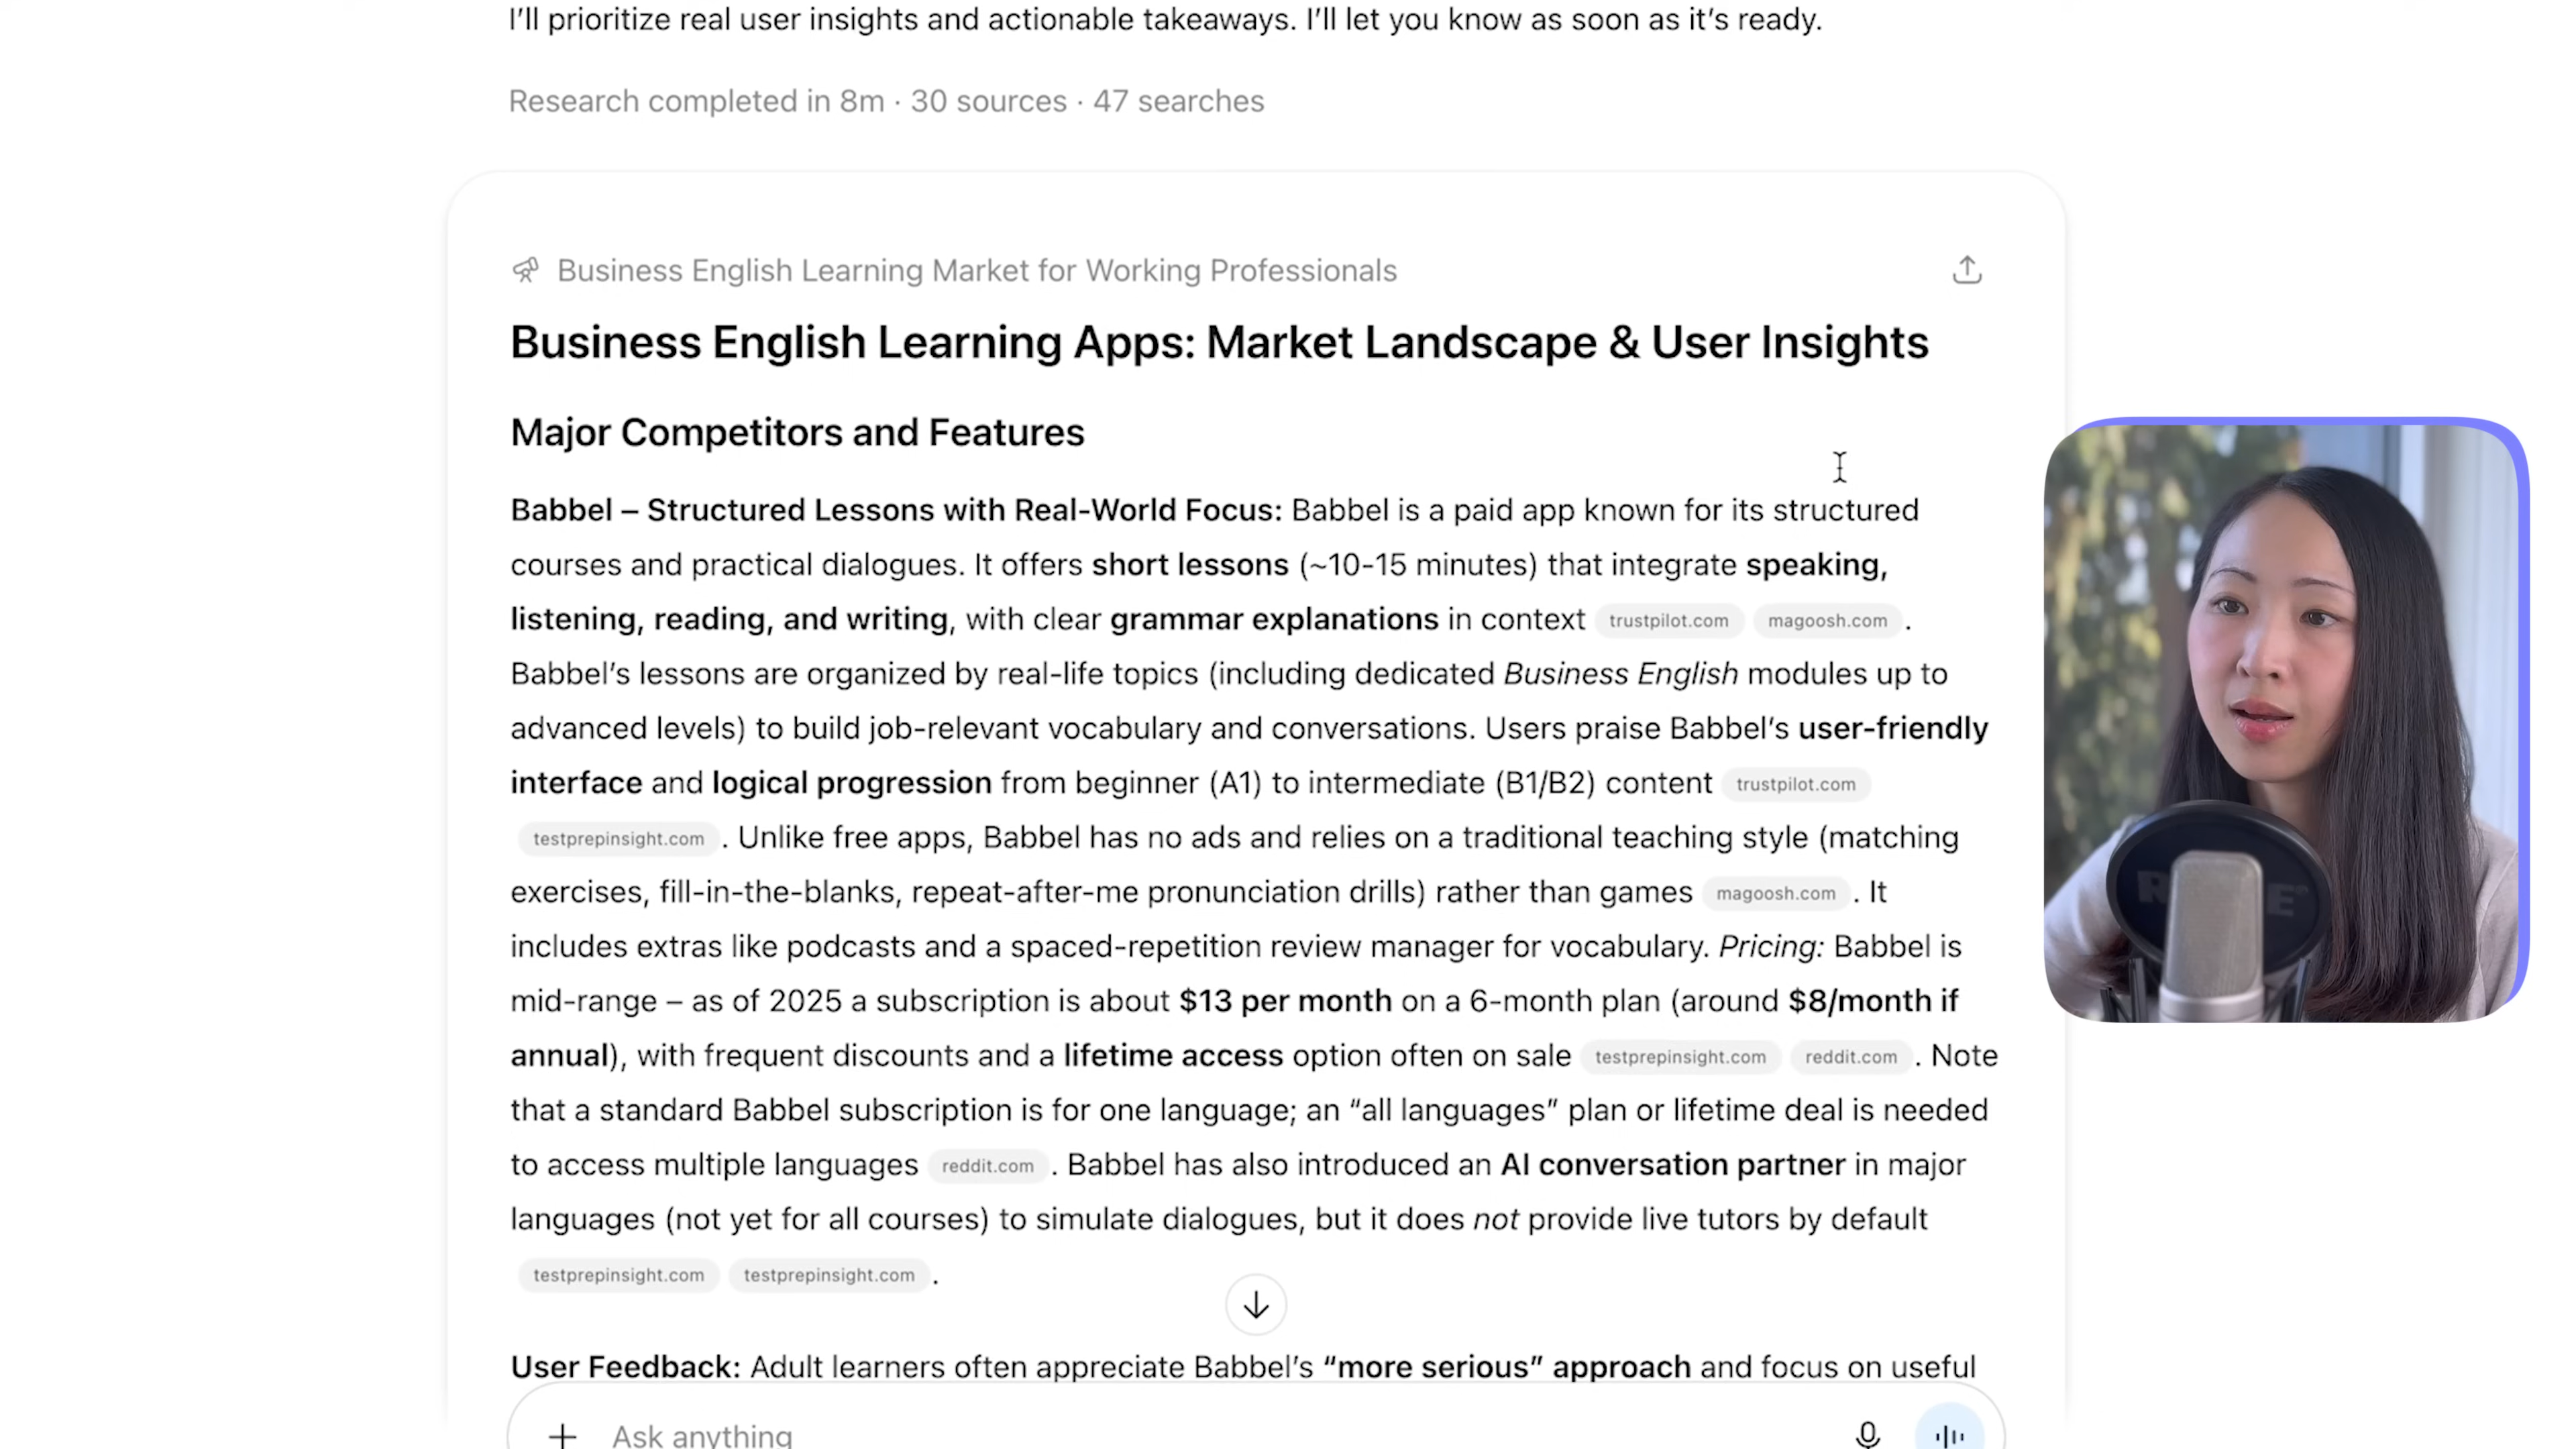 I'll prioritize real user insights and actionable takeaways. I'll let you know as soon as it's ready.
Research completed in 8m · 30 sources · 47 searches
Business English Learning Market for Working Professionals
Business English Learning Apps: Market Landscape & User Insights
Major Competitors and Features
Babbel – Structured Lessons with Real-World Focus: Babbel is a paid app known for its structured
courses and practical dialogues. It offers short lessons (~10-15 minutes) that integrate speaking,
listening, reading, and writing, with clear grammar explanations in context trustpilot.com magoosh.com .
Babbel's lessons are organized by real-life topics (including dedicated Business English modules up to
advanced levels) to build job-relevant vocabulary and conversations. Users praise Babbel's user-friendly
interface and logical progression from beginner (A1) to intermediate (B1/B2) content trustpilot.com
testprepinsight.com . Unlike free apps, Babbel has no ads and relies on a traditional teaching style (matching
exercises, fill-in-the-blanks, repeat-after-me pronunciation drills) rather than games magoosh.com . It
includes extras like podcasts and a spaced-repetition review manager for vocabulary. Pricing: Babbel is
mid-range – as of 2025 a subscription is about $13 per month on a 6-month plan (around $8/month if
annual), with frequent discounts and a lifetime access option often on sale testprepinsight.com reddit.com . Note
that a standard Babbel subscription is for one language; an “all languages” plan or lifetime deal is needed
to access multiple languages reddit.com . Babbel has also introduced an AI conversation partner in major
languages (not yet for all courses) to simulate dialogues, but it does not provide live tutors by default
testprepinsight.com testprepinsight.com .
User Feedback: Adult learners often appreciate Babbel's “more serious” approach and focus on useful
Ask anything